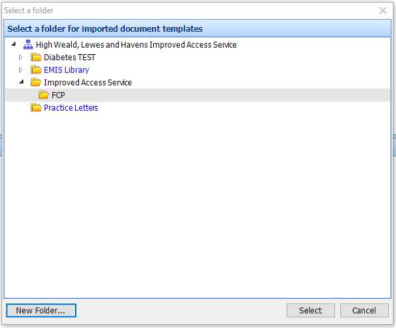 Select a folder
Select a folder for imported document templates
High Weald, Lewes and Havens Improved Access Service
Diabetes TEST
EMIS Library
Improved Access Service
FCP
Practice Letters
New Folder... Select Cancel